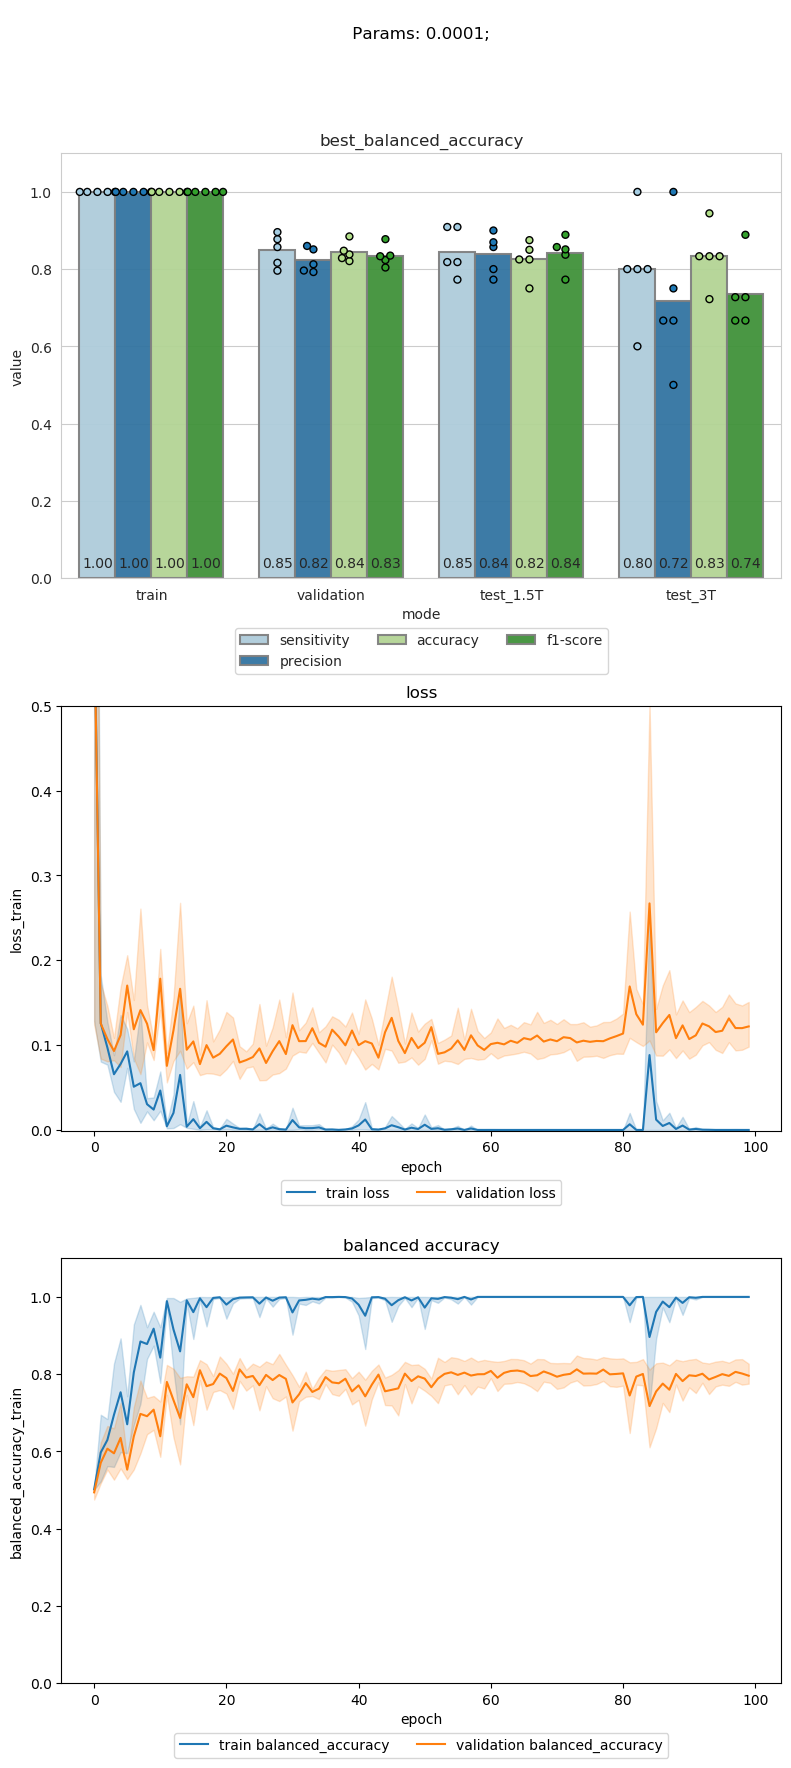 Params: 0.0001;
best_balanced_accuracy
1.0
0.8
0.6
0.4
0.2
0.0
value
1.00 1.00 1.00 1.00 0.85 0.82 0.84 0.83 0.85 0.84 0.82 0.84 0.80 0.72 0.83 0.74
train validation test_1.5T test_3T
mode
sensitivity accuracy f1-score
precision
loss
0.5
0.4
0.3
0.2
0.1
0.0
loss_train
0 20 40 60 80 100
epoch
train loss validation loss
balanced accuracy
1.0
0.8
0.6
0.4
0.2
0.0
balanced_accuracy_train
0 20 40 60 80 100
epoch
train balanced_accuracy validation balanced_accuracy